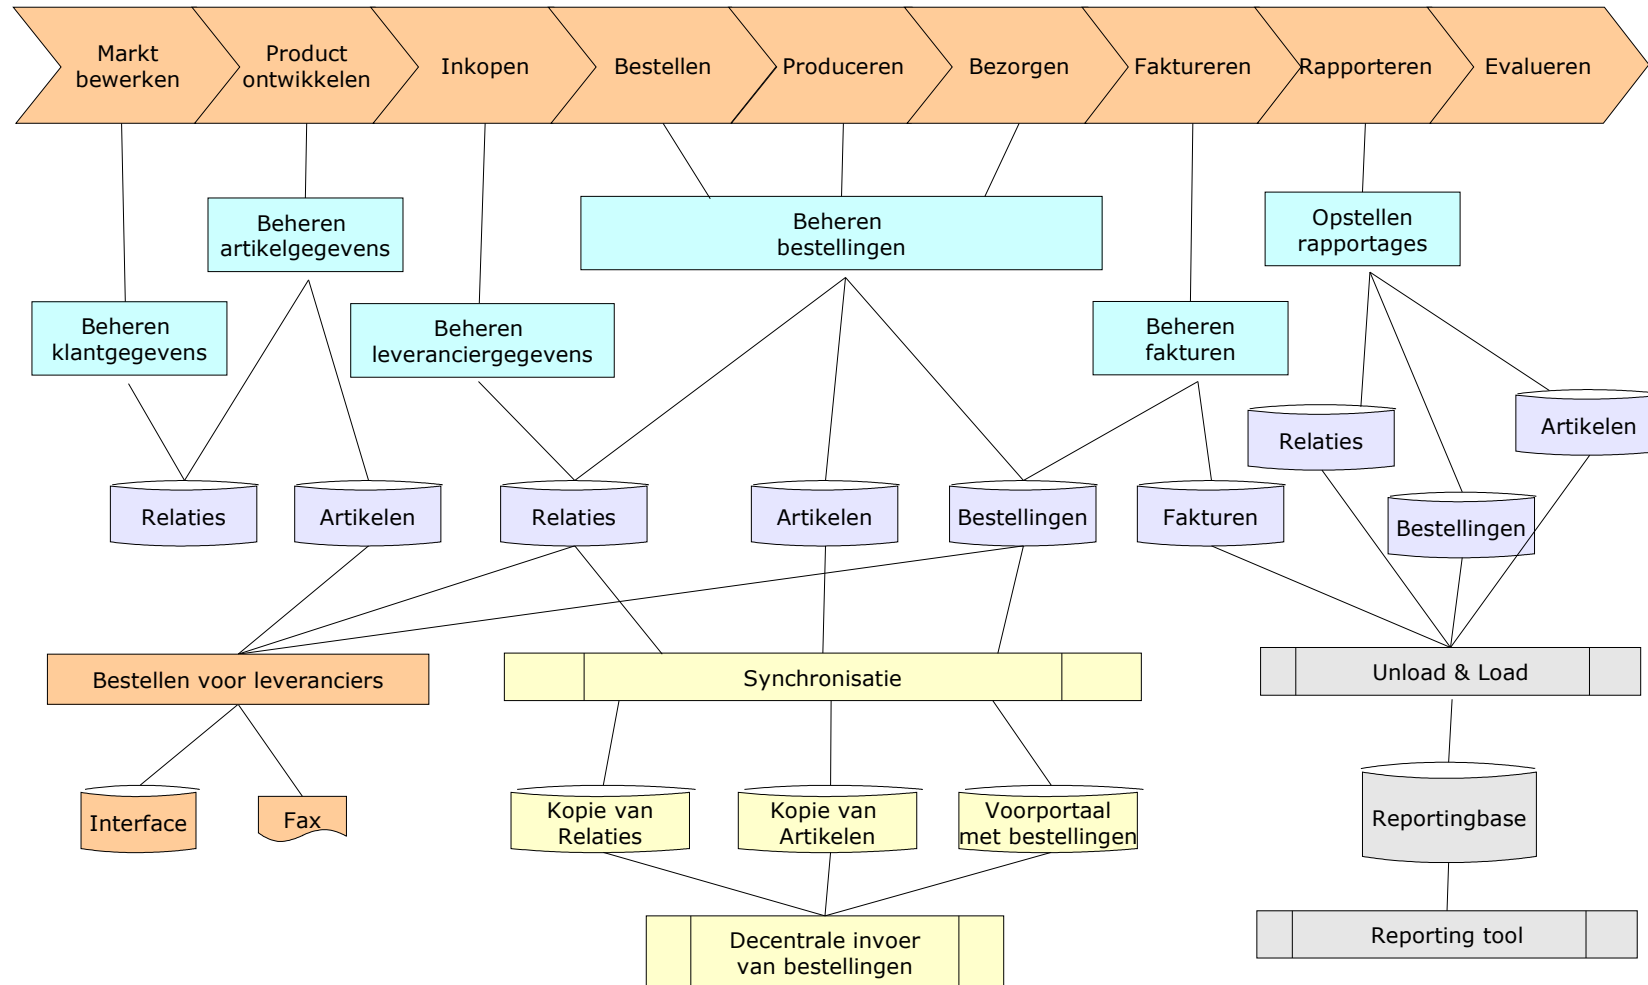 Markt
bewerken
Product
ontwikkelen
Inkopen
Bestellen
Produceren
Bezorgen
Faktureren
Rapporteren
Evalueren
Beheren
artikelgegevens
Beheren
bestellingen
Opstellen
rapportages
Beheren
klantgegevens
Beheren
leveranciergegevens
Beheren
fakturen
Relaties
Artikelen
Relaties
Artikelen
Relaties
Artikelen
Bestellingen
Fakturen
Bestellingen
Bestellen voor leveranciers
Synchronisatie
Unload & Load
Interface
Fax
Kopie van
Relaties
Kopie van
Artikelen
Voorportaal
met bestellingen
Reportingbase
Decentrale invoer
van bestellingen
Reporting tool